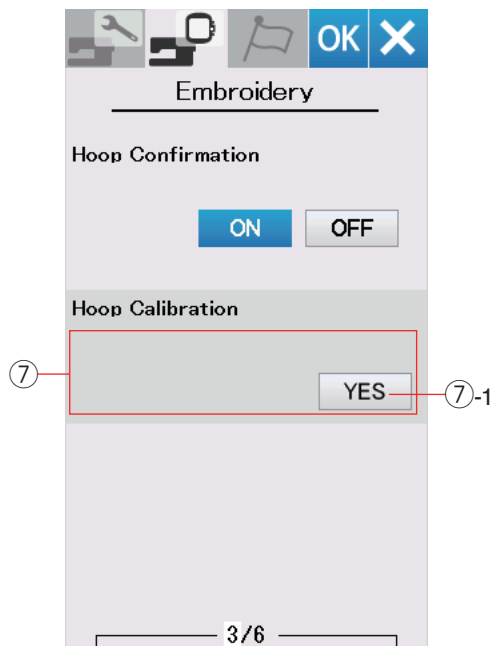 OK
Embroidery
Hoop Confirmation
ON OFF
Hoop Calibration
⑦
YES
⑦-1
3/6